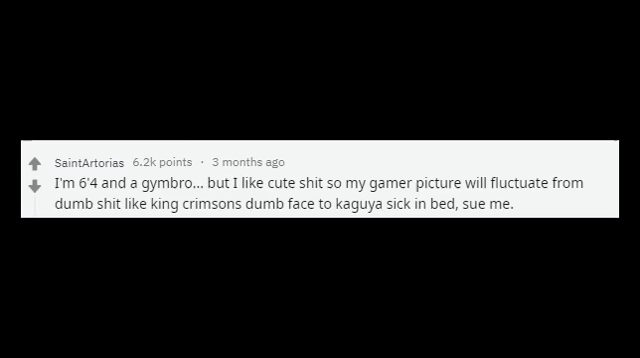 SaintArtorias 6.2k points · 3 months ago
I'm 6'4 and a gymbro... but I like cute shit so my gamer picture will fluctuate from
dumb shit like king crimsons dumb face to kaguya sick in bed, sue me.